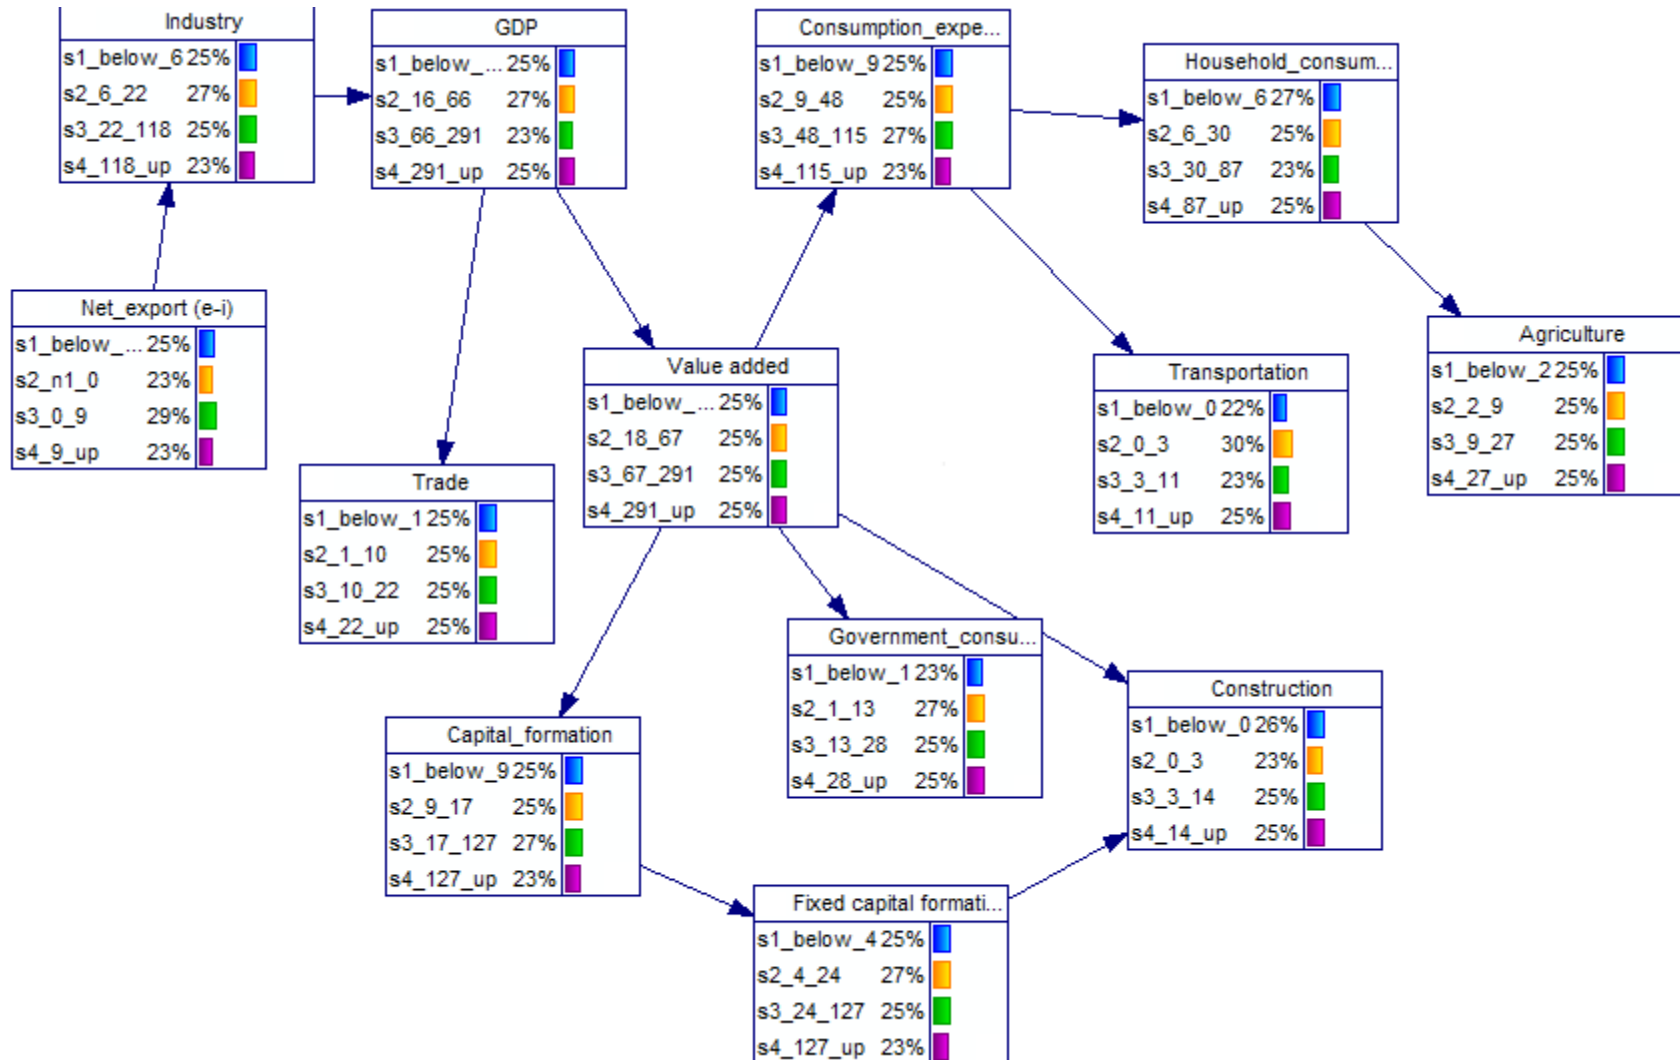 Industry
s1_below_6 25%
s2_6_22 27%
s3_22_118 25%
s4_118_up 23%
GDP
s1_below_... 25%
s2_16_66 27%
s3_66_291 23%
s4_291_up 25%
Consumption_expe...
s1_below_9 25%
s2_9_48 25%
s3_48_115 27%
s4_115_up 23%
Household_consum...
s1_below_6 27%
s2_6_30 25%
s3_30_87 23%
s4_87_up 25%
Net_export (e-i)
s1_below_... 25%
s2_n1_0 23%
s3_0_9 29%
s4_9_up 23%
Value added
s1_below_... 25%
s2_18_67 25%
s3_67_291 25%
s4_291_up 25%
Transportation
s1_below_0 22%
s2_0_3 30%
s3_3_11 23%
s4_11_up 25%
Agriculture
s1_below_2 25%
s2_2_9 25%
s3_9_27 25%
s4_27_up 25%
Trade
s1_below_1 25%
s2_1_10 25%
s3_10_22 25%
s4_22_up 25%
Government_consu...
s1_below_1 23%
s2_1_13 27%
s3_13_28 25%
s4_28_up 25%
Construction
s1_below_0 26%
s2_0_3 23%
s3_3_14 25%
s4_14_up 25%
Capital_formation
s1_below_9 25%
s2_9_17 25%
s3_17_127 27%
s4_127_up 23%
Fixed capital formati...
s1_below_4 25%
s2_4_24 27%
s3_24_127 25%
s4_127_up 23%